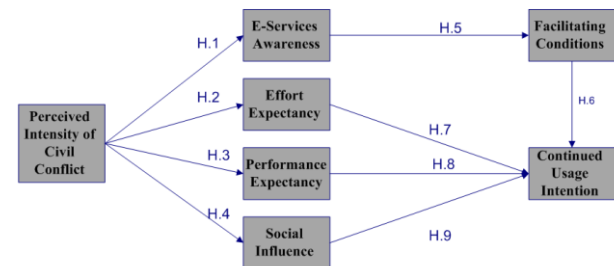 E-Services
Awareness
H.5
Facilitating
Conditions
H.1
H.2
Effort
Expectancy
H.6
Perceived
Intensity of
Civil
Conflict
H.7
H.3
Performance
Expectancy
H.8
Continued
Usage
Intention
H.4
Social
Influence
H.9